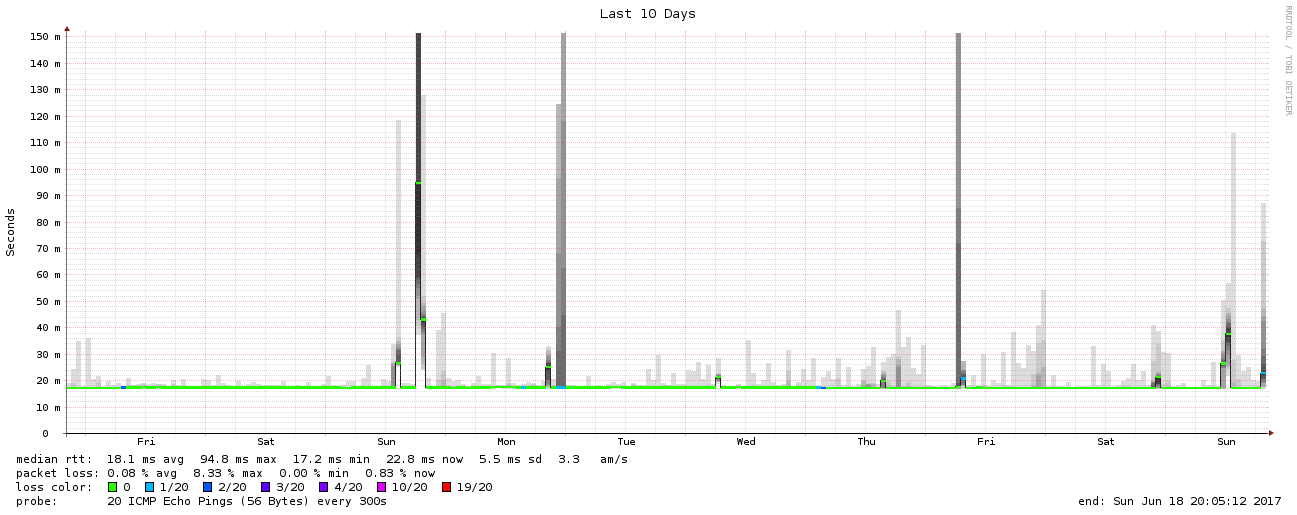 Last 10 Days
RRDTOOL / TOBI OETIKER
Seconds
150 m
140 m
130 m
120 m
110 m
100 m
90 m
80 m
70 m
60 m
50 m
40 m
30 m
20 m
10 m
0
Fri Sat Sun Mon Tue Wed Thu Fri Sat Sun
median rtt: 18.1 ms avg 94.8 ms max 17.2 ms min 22.8 ms now 5.5 ms sd 3.3 am/s
packet loss: 0.08 % avg 8.33 % max 0.00 % min 0.83 % now
loss color: 0 1/20 2/20 3/20 4/20 10/20 19/20
probe: 20 ICMP Echo Pings (56 Bytes) every 300s end: Sun Jun 18 20:05:12 2017